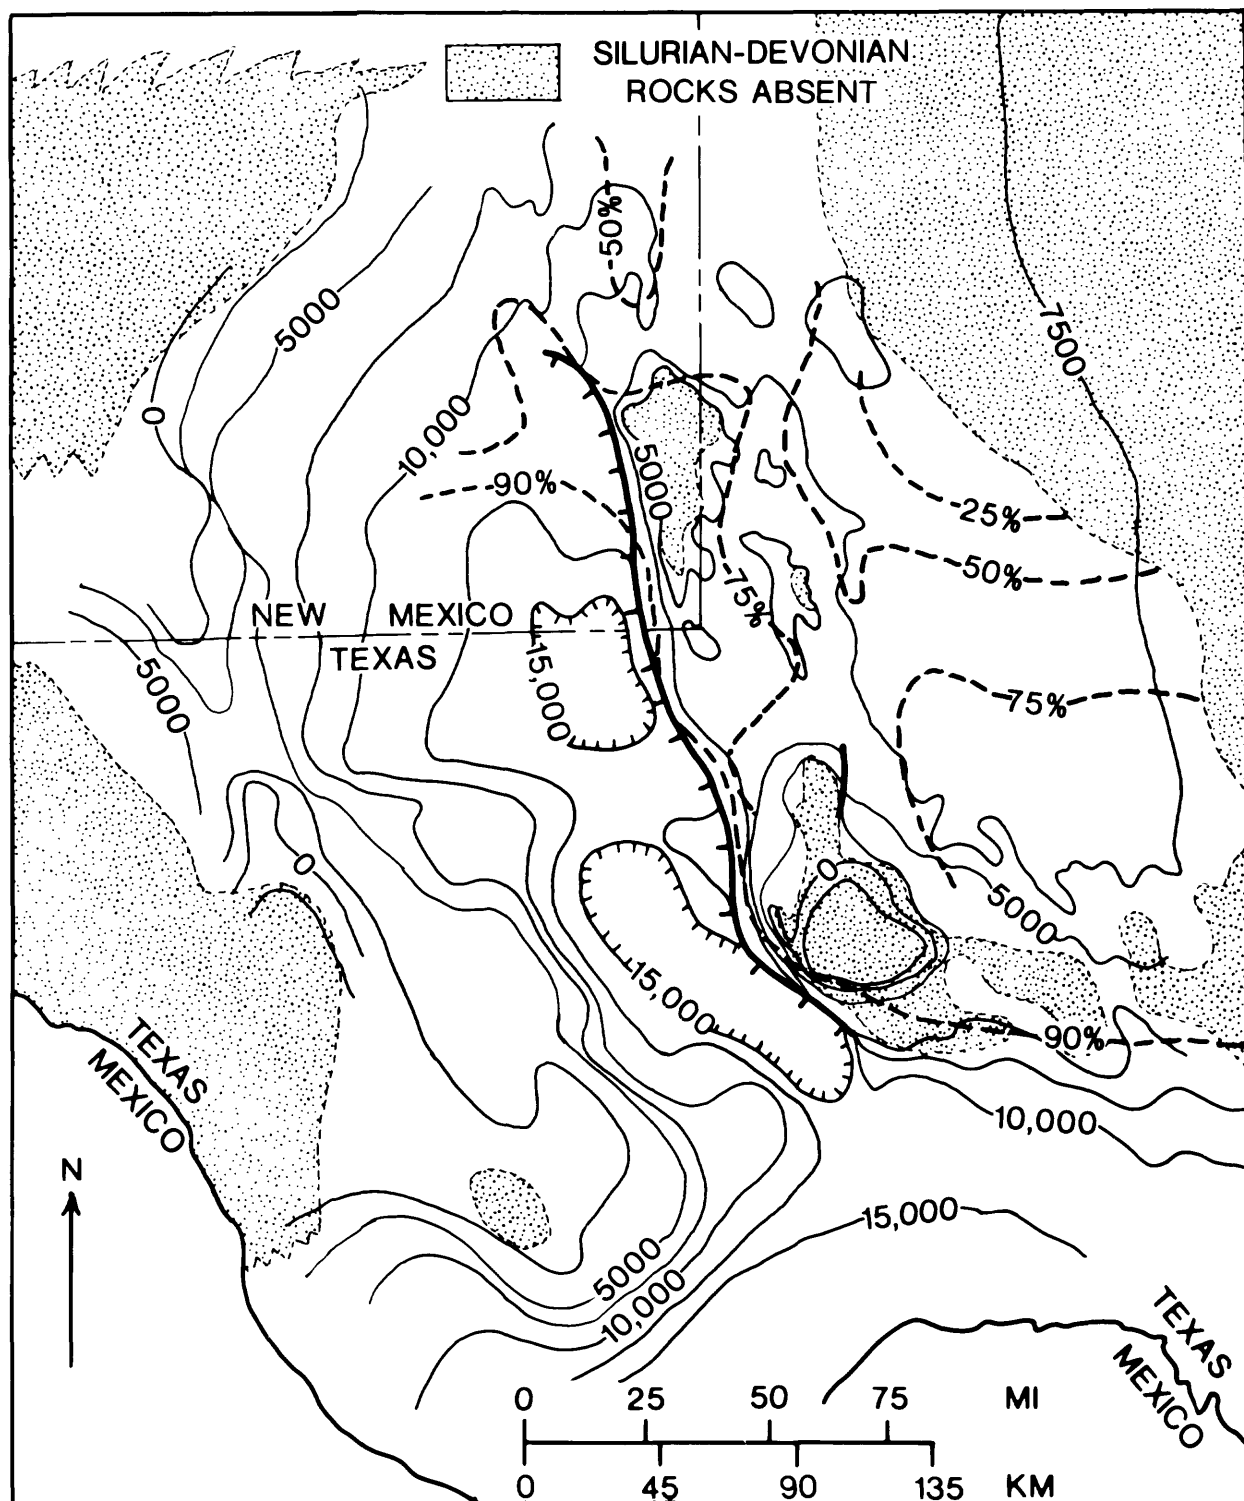 SILURIAN-DEVONIAN
ROCKS ABSENT
50%
5000
7500
0
10,000
5000
90%
25%
50%
75%
NEW MEXICO
TEXAS
5000
15,000
75%
0
0
5000
15,000
90%
TEXAS
MEXICO
10,000
N
15,000
5000
10,000
TEXAS
MEXICO
0 25 50 75 MI
0 45 90 135 KM